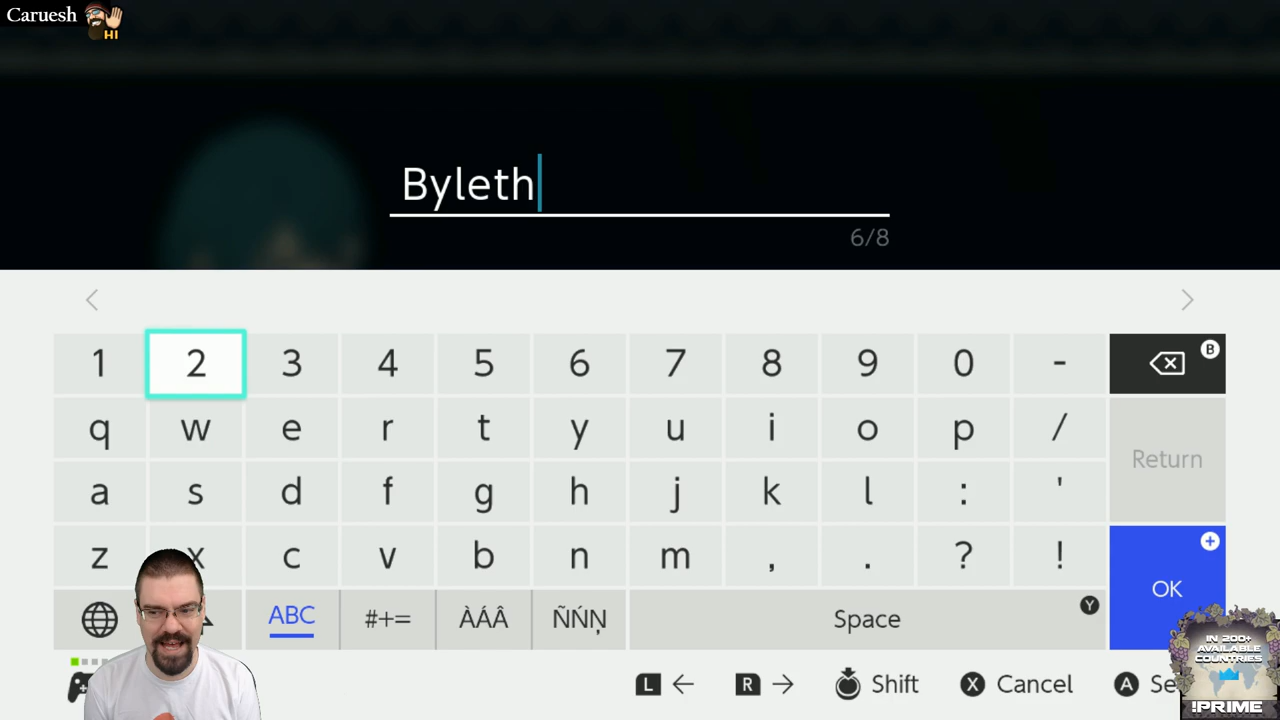 Caruesh HI
Byleth
6/8
1 2 3 4 5 6 7 8 9 0 - B
q w e r t y u i o p /
Return
a s d f g h j k l : '
z x c v b n m , . ? ! +
OK
ABC #+= ÀÁÂ ÑŃŅ Space Y
L ← R → Shift X Cancel A Se
IN 200+
AVAILABLE
COUNTRIES
!PRIME